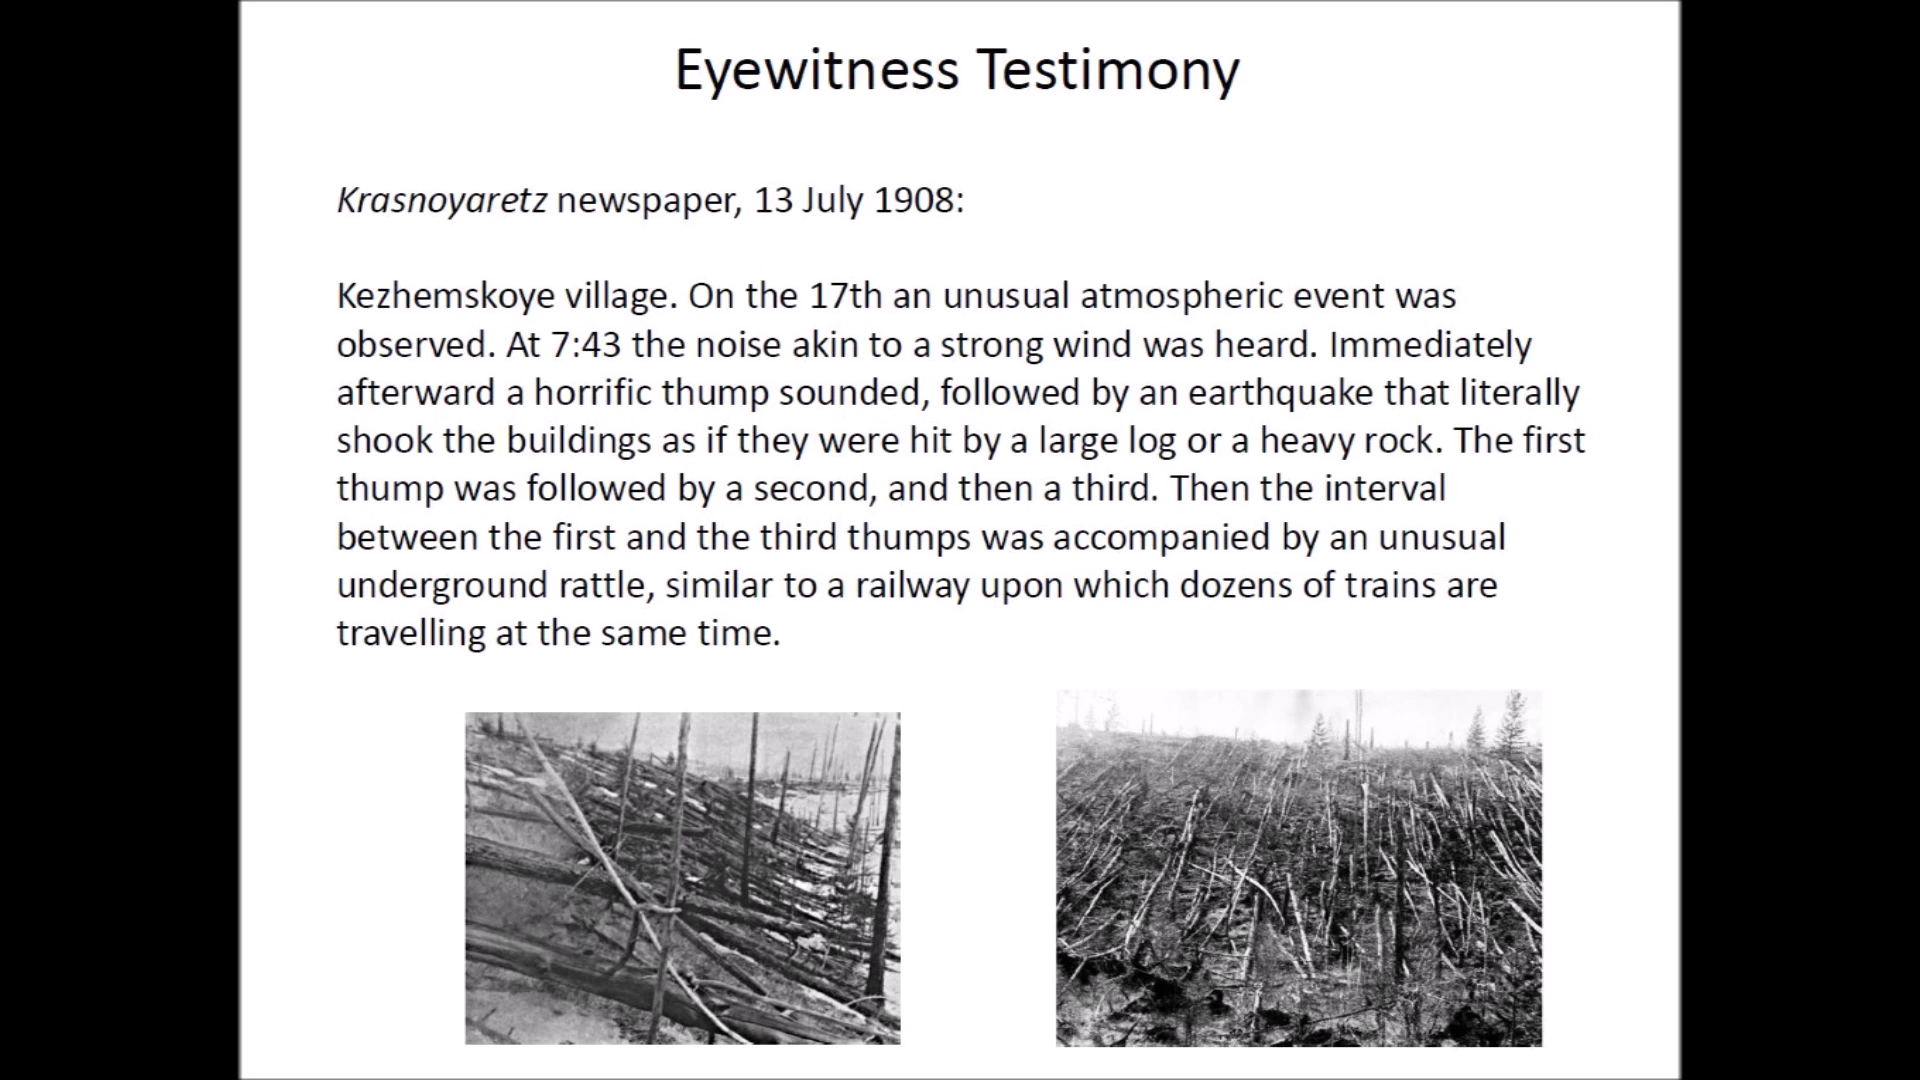 Eyewitness Testimony
Krasnoyaretz newspaper, 13 July 1908:
Kezhemskoye village. On the 17th an unusual atmospheric event was
observed. At 7:43 the noise akin to a strong wind was heard. Immediately
afterward a horrific thump sounded, followed by an earthquake that literally
shook the buildings as if they were hit by a large log or a heavy rock. The first
thump was followed by a second, and then a third. Then the interval
between the first and the third thumps was accompanied by an unusual
underground rattle, similar to a railway upon which dozens of trains are
travelling at the same time.